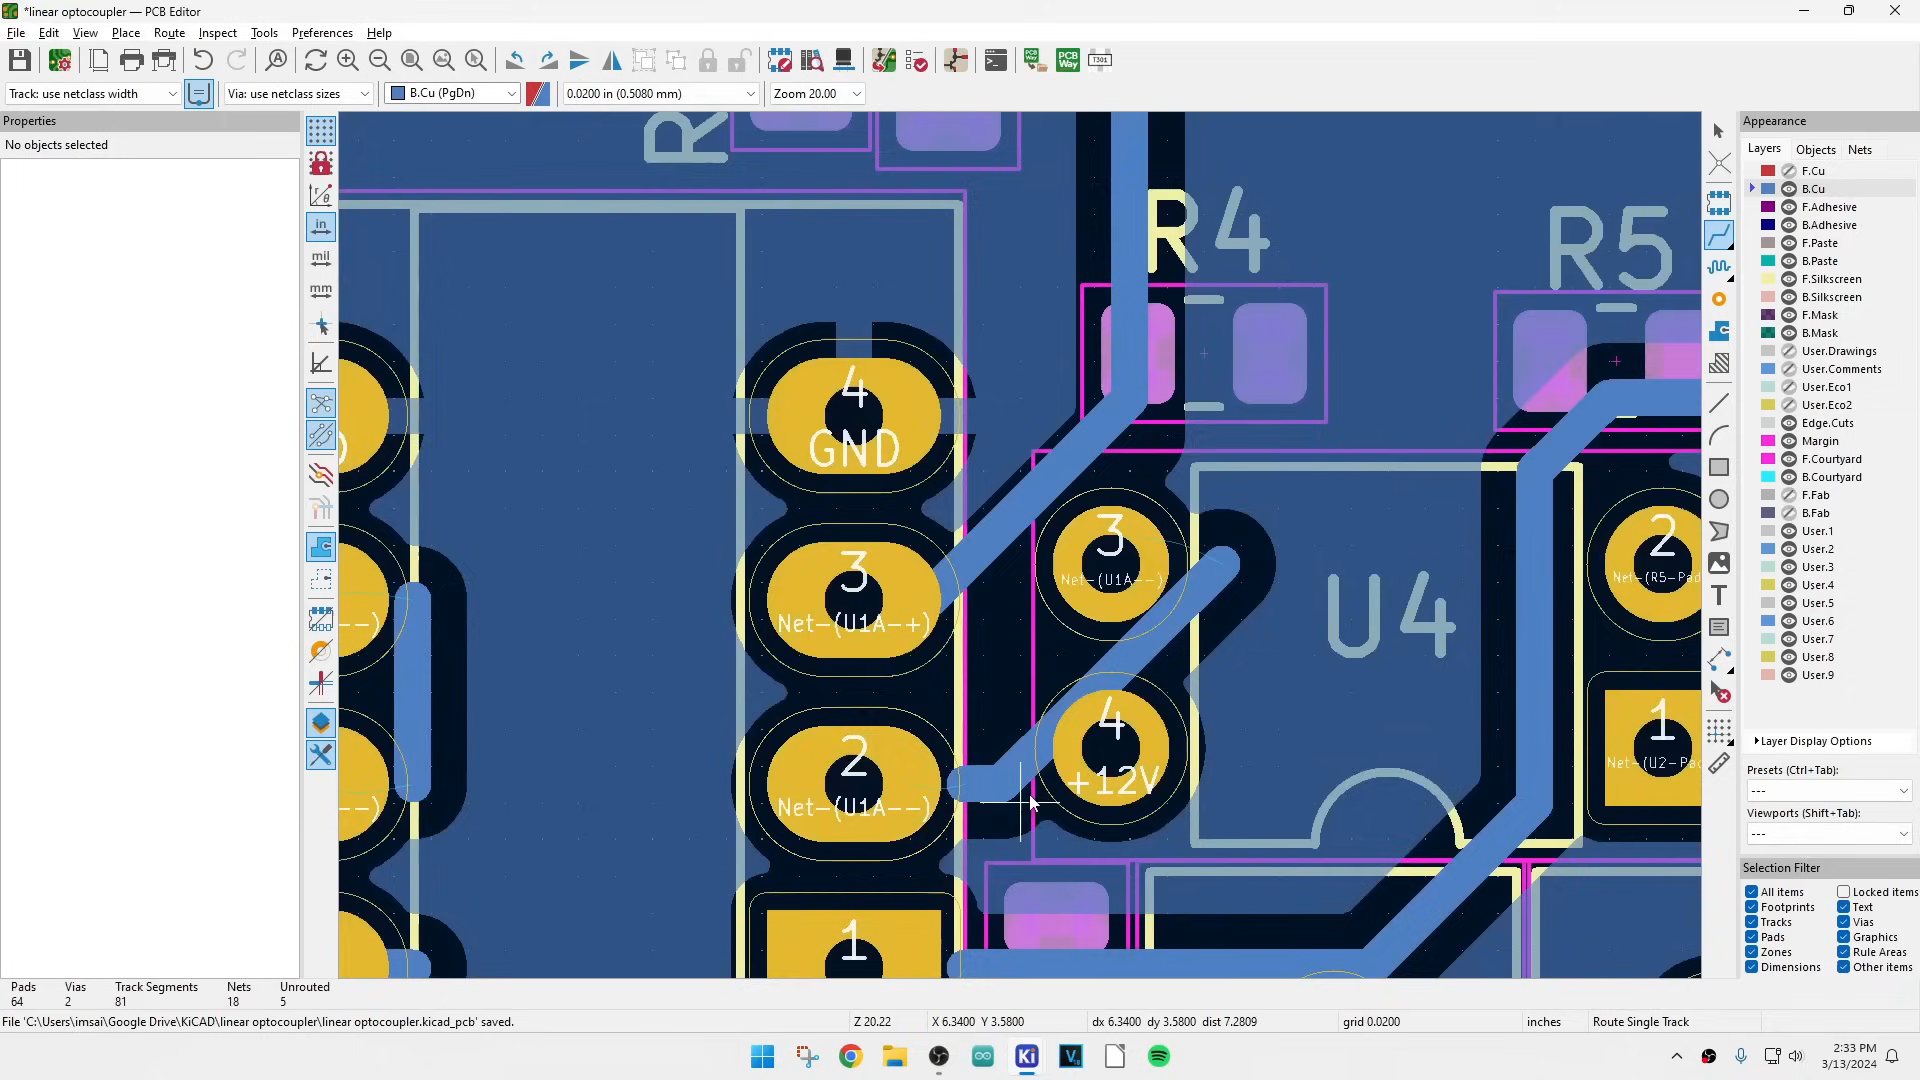 *linear optocoupler — PCB Editor
File Edit View Place Route Inspect Tools Preferences Help
Track: use netclass width Via: use netclass sizes B.Cu (PgDn) 0.0200 in (0.5080 mm) Zoom 20.00
Properties
No objects selected
in
mil
mm
R
R4
R5
4
GND
3
Net-(U1A-+)
2
Net-(U1A--)
1
3
Net-(U1A--)
4
+12V
U4
2
Net-(R5-Pad
1
Net-(U2-Pad
)
--)
--)
Appearance
Layers Objects Nets
F.Cu
B.Cu
F.Adhesive
B.Adhesive
F.Paste
B.Paste
F.Silkscreen
B.Silkscreen
F.Mask
B.Mask
User.Drawings
User.Comments
User.Eco1
User.Eco2
Edge.Cuts
Margin
F.Courtyard
B.Courtyard
F.Fab
B.Fab
User.1
User.2
User.3
User.4
User.5
User.6
User.7
User.8
User.9
Layer Display Options
Presets (Ctrl+Tab):
---
Viewports (Shift+Tab):
---
Selection Filter
All items Locked items
Footprints Text
Tracks Vias
Pads Graphics
Zones Rule Areas
Dimensions Other items
Pads Vias Track Segments Nets Unrouted
64 2 81 18 5
File 'C:\Users\imsai\Google Drive\KiCAD\linear optocoupler\linear optocoupler.kicad_pcb' saved. Z 20.22 X 6.3400 Y 3.5800 dx 6.3400 dy 3.5800 dist 7.2809 grid 0.0200 inches Route Single Track
Ki
2:33 PM
3/13/2024